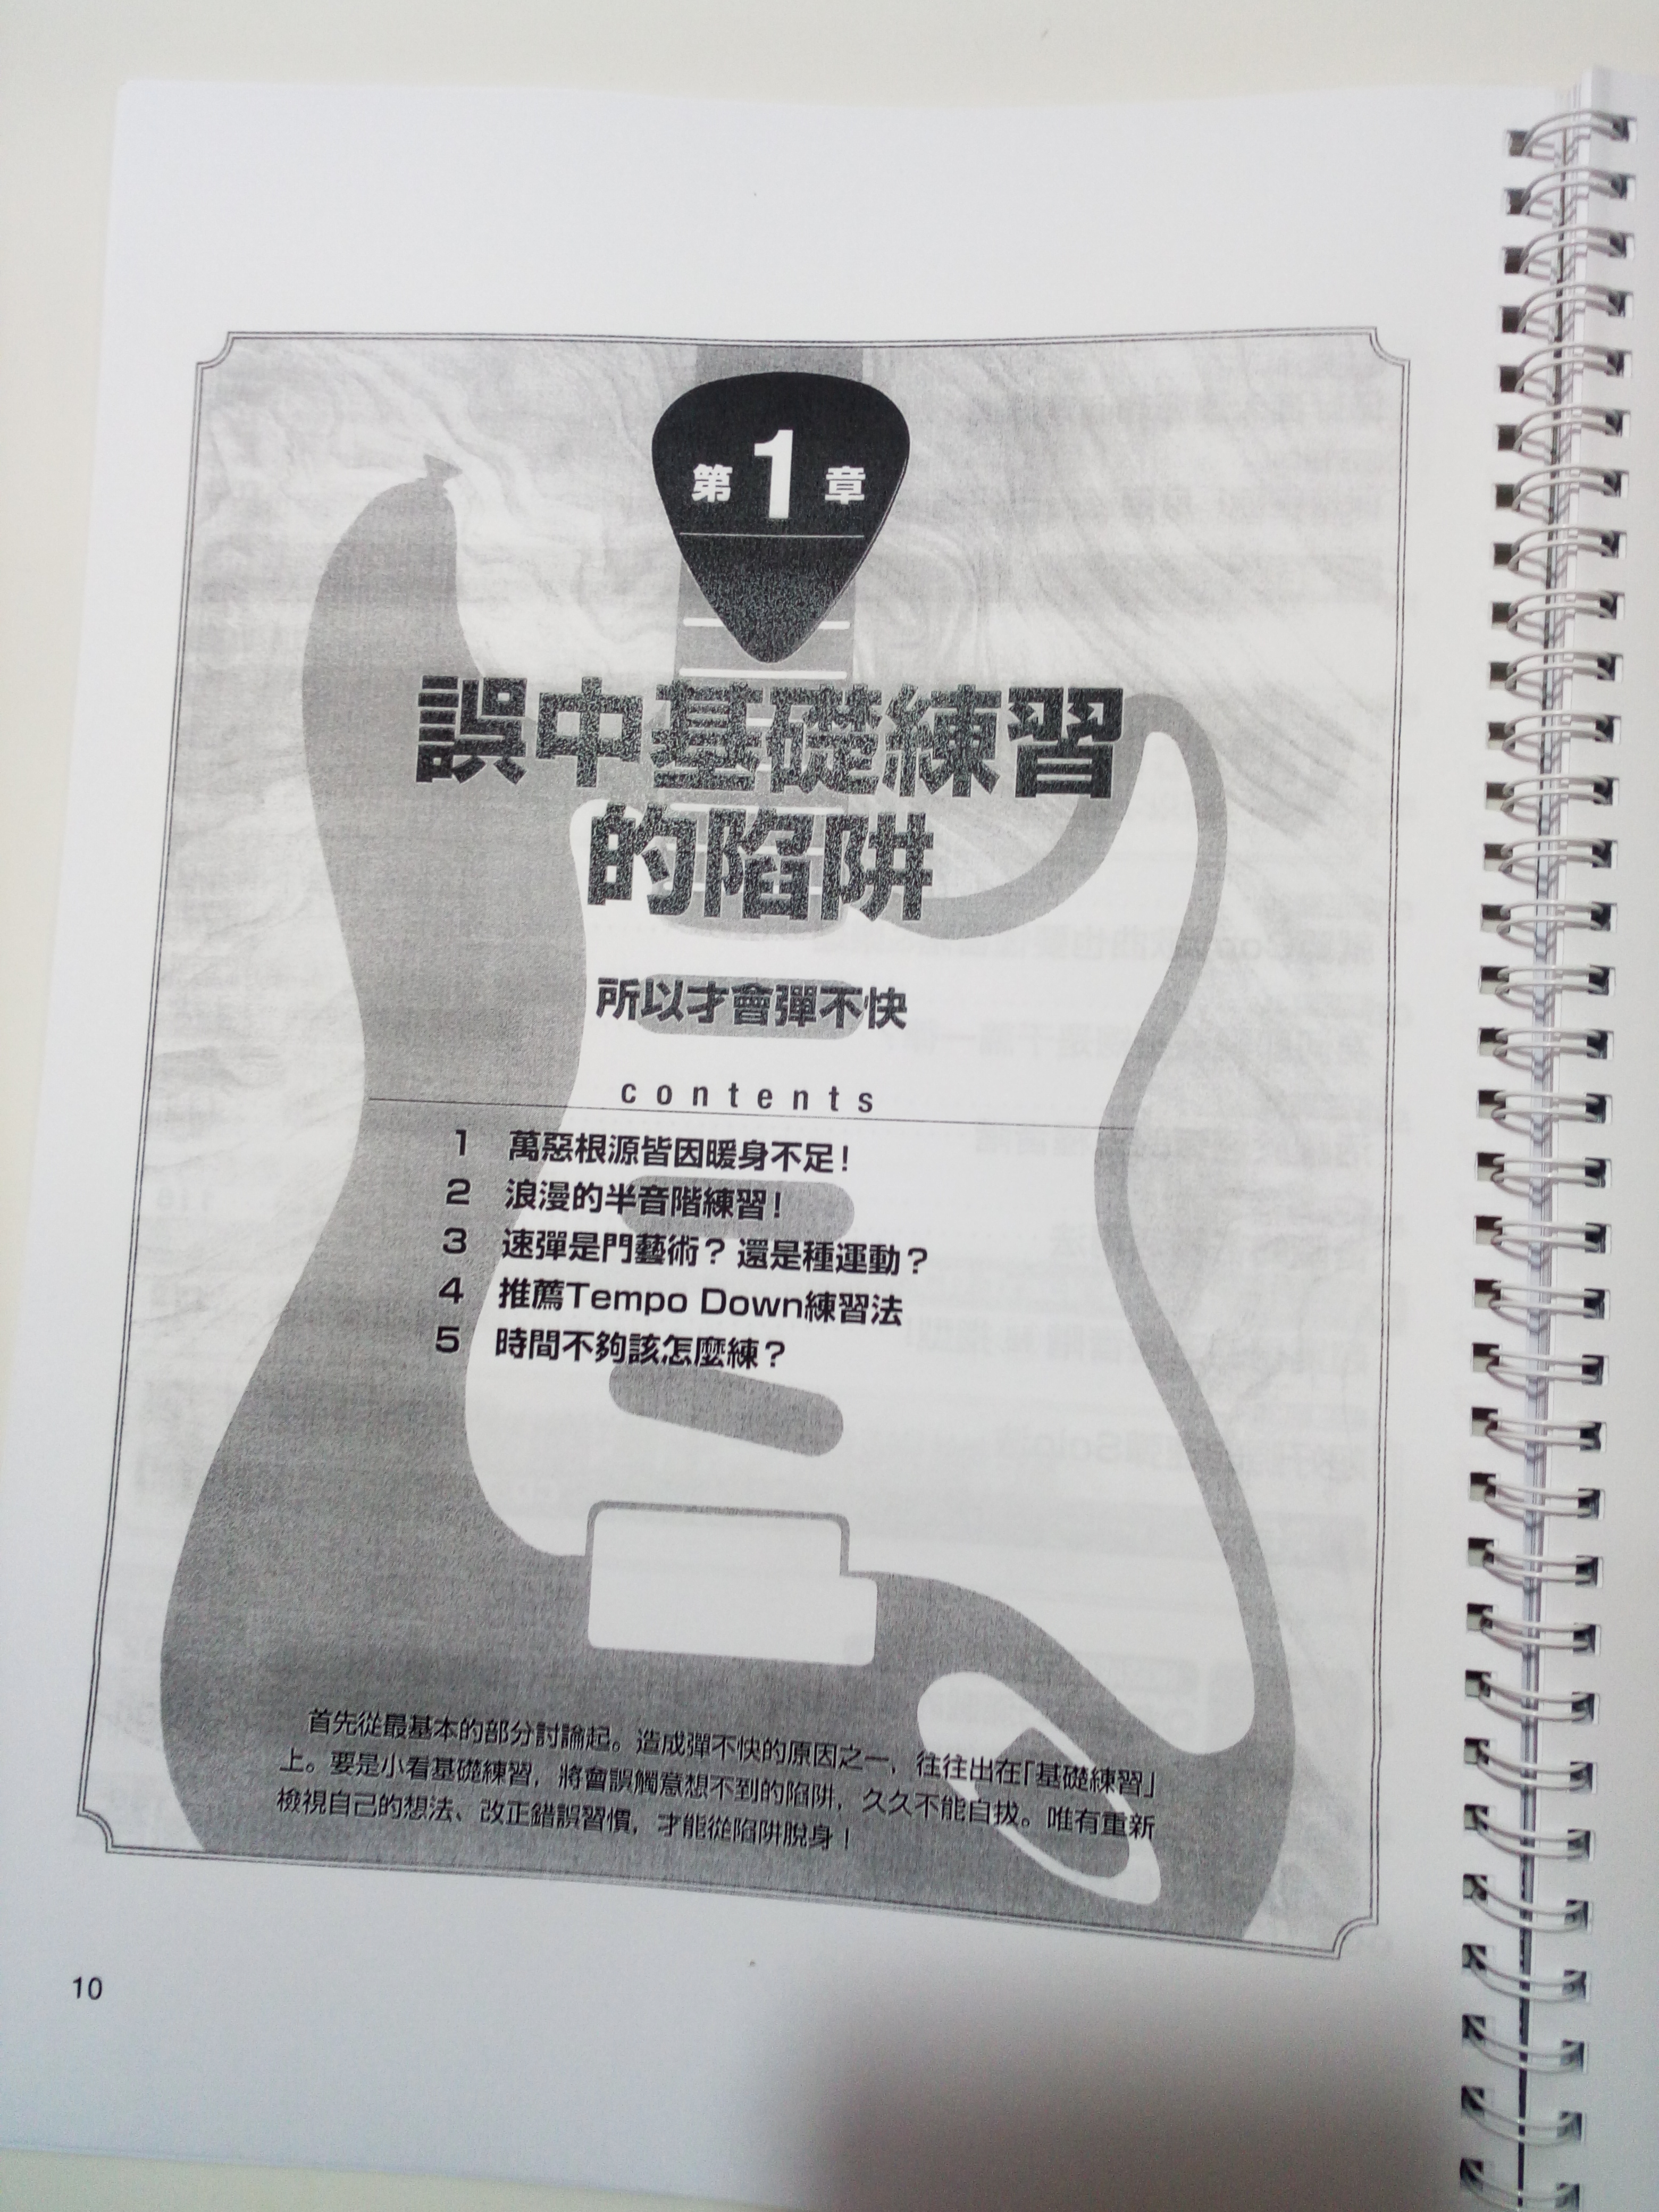 第1章
誤中基礎練習
的陷阱
所以才會彈不快
contents
1 萬惡根源皆因暖身不足！
2 浪漫的半音階練習！
3 速彈是門藝術？還是種運動？
4 推薦Tempo Down練習法
5 時間不夠該怎麼練？
首先從最基本的部分討論起。造成彈不快的原因之一，往往出在「基礎練習」
上。要是小看基礎練習，將會誤觸意想不到的陷阱，久久不能自拔。唯有重新
檢視自己的想法、改正錯誤習慣，才能從陷阱脫身！
10